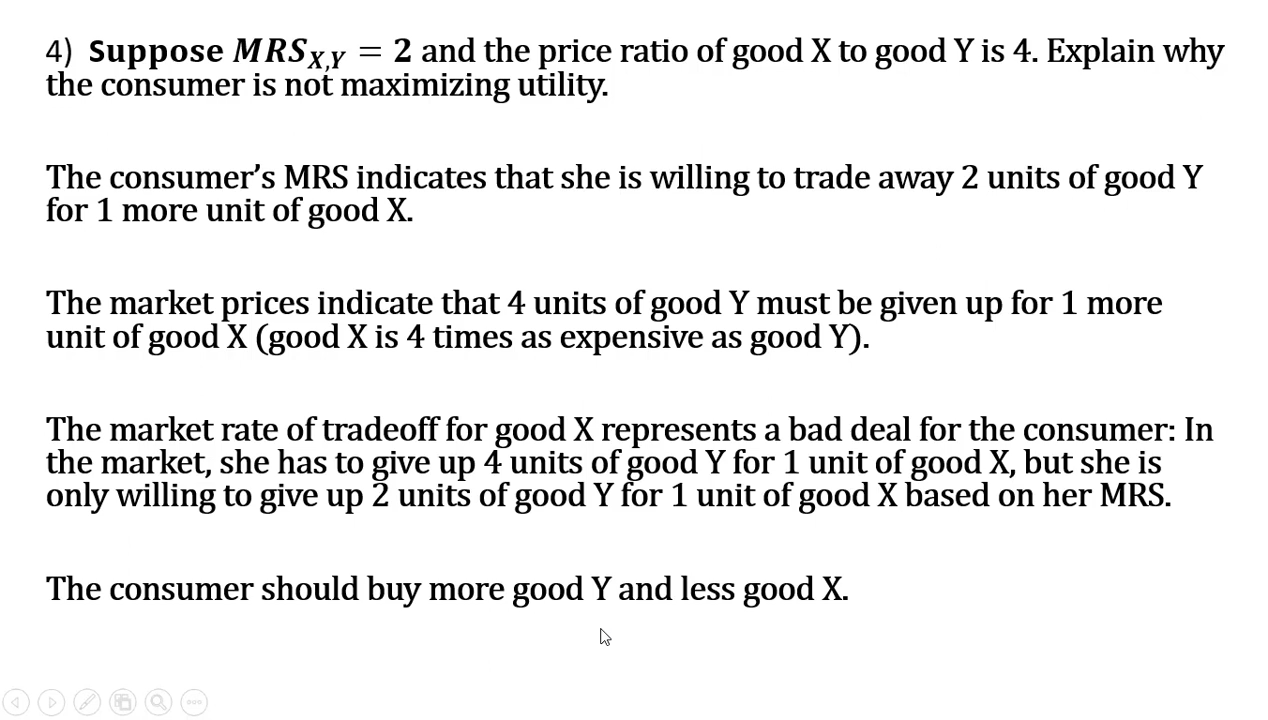 4) Suppose MRS_{X,Y} = 2 and the price ratio of good X to good Y is 4. Explain why
the consumer is not maximizing utility.
The consumer’s MRS indicates that she is willing to trade away 2 units of good Y
for 1 more unit of good X.
The market prices indicate that 4 units of good Y must be given up for 1 more
unit of good X (good X is 4 times as expensive as good Y).
The market rate of tradeoff for good X represents a bad deal for the consumer: In
the market, she has to give up 4 units of good Y for 1 unit of good X, but she is
only willing to give up 2 units of good Y for 1 unit of good X based on her MRS.
The consumer should buy more good Y and less good X.